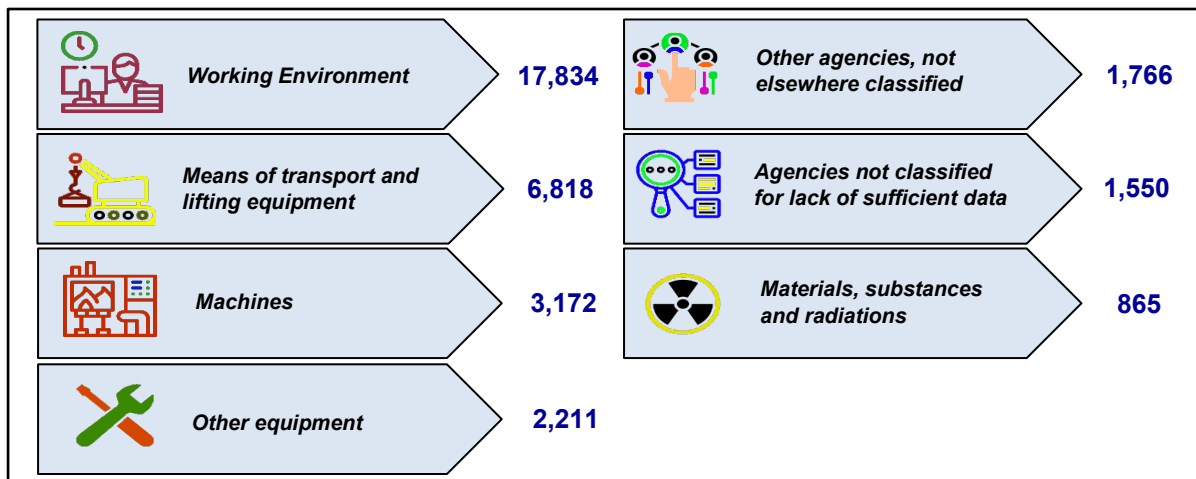 Working Environment
17,834
Means of transport and
lifting equipment
6,818
Machines
3,172
Other equipment
2,211
Other agencies, not
elsewhere classified
1,766
Agencies not classified
for lack of sufficient data
1,550
Materials, substances
and radiations
865